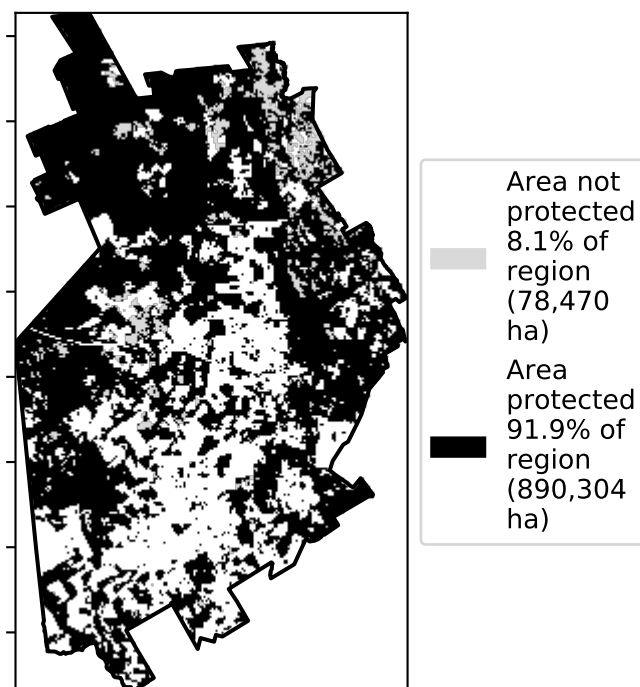 Area not
protected
8.1% of
region
(78,470
ha)
Area
protected
91.9% of
region
(890,304
ha)